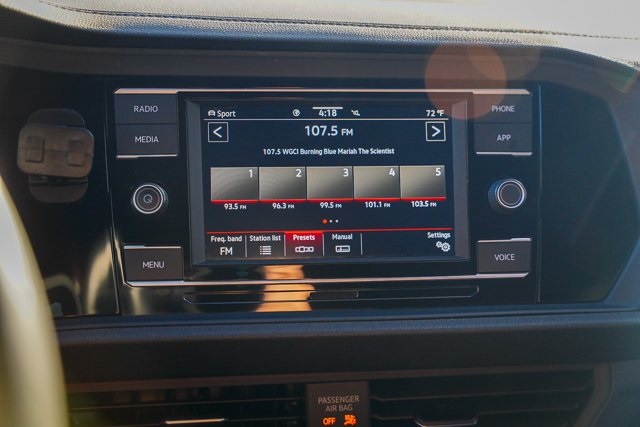 RADIO
MEDIA
MENU
Sport
4:18
72 °F
107.5 FM
107.5 WGCI Burning Blue Mariah The Scientist
1 2 3 4 5
93.5 FM 96.3 FM 99.5 FM 101.1 FM 103.5 FM
Freq. band Station list Presets Manual Settings
FM
PHONE
APP
VOICE
PASSENGER
AIR BAG
OFF